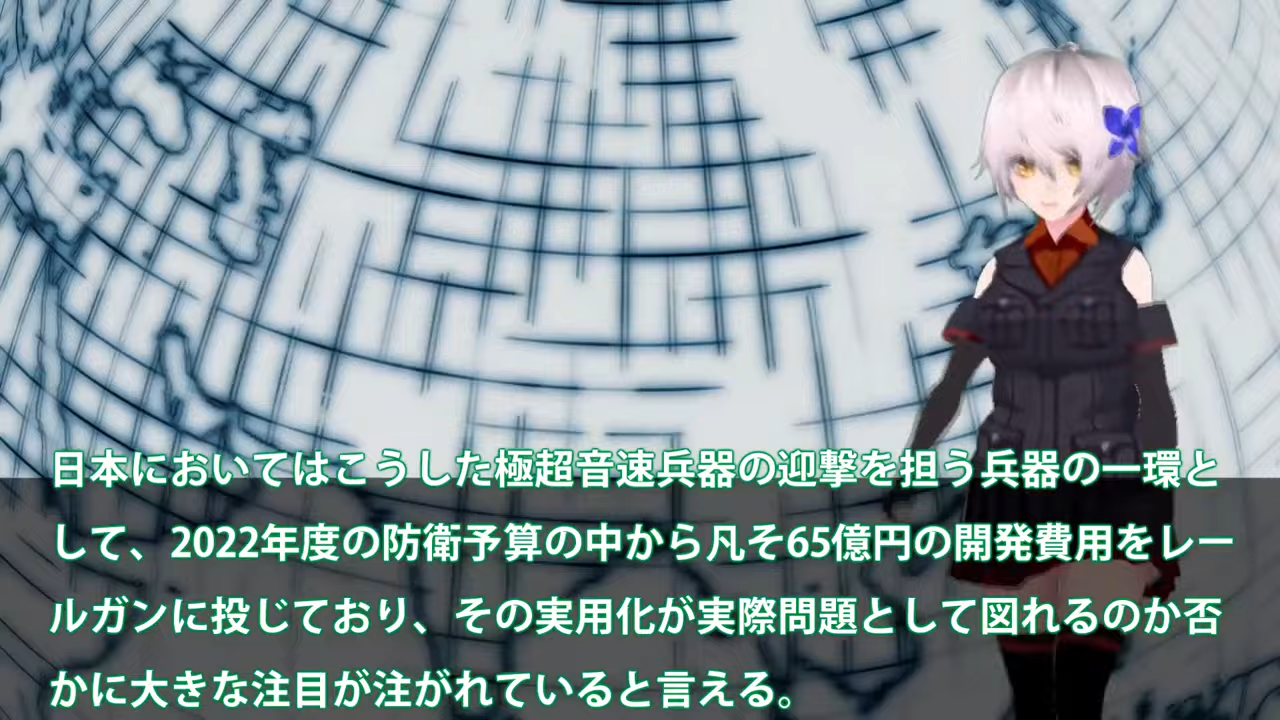 日本においてはこうした極超音速兵器の迎撃を担う兵器の一環と
して、2022年度の防衛予算の中から凡そ65億円の開発費用をレー
ルガンに投じており、その実用化が実際問題として図れるのか否
かに大きな注目が注がれていると言える。